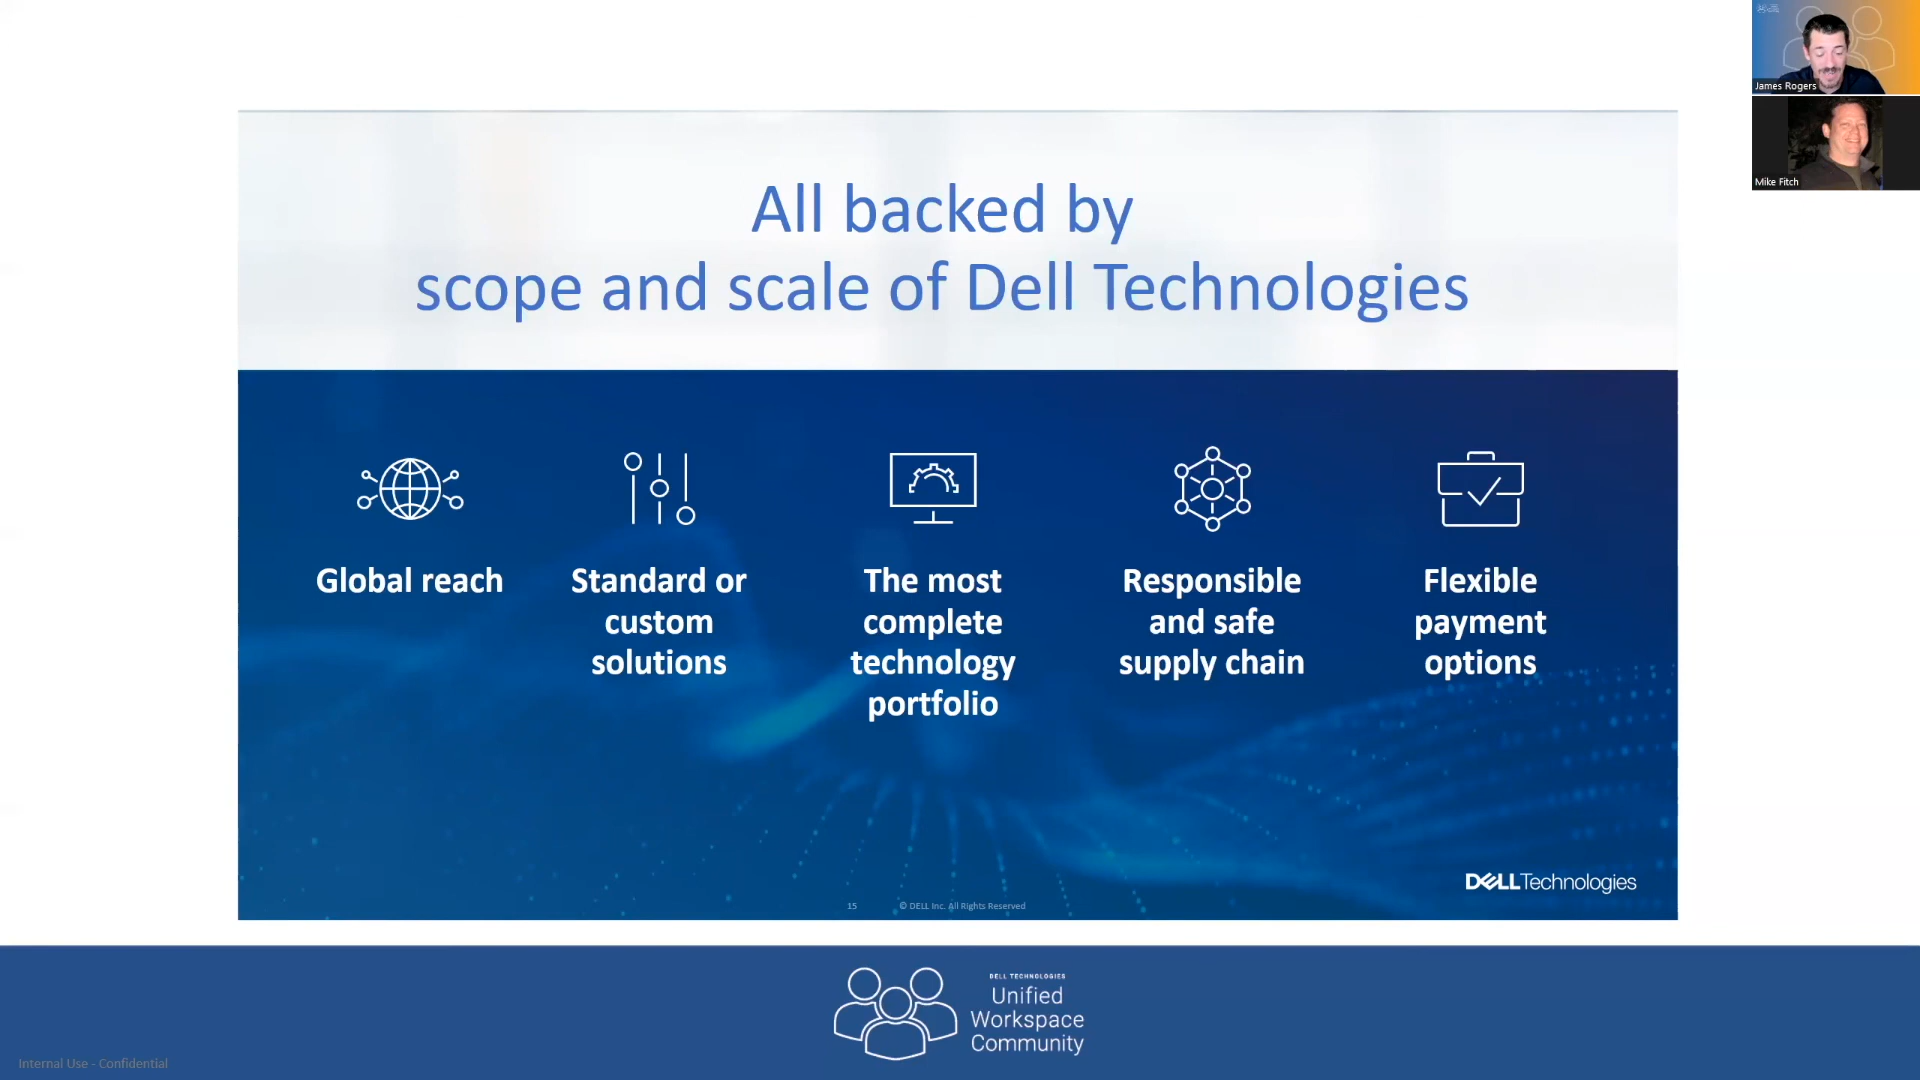 James Rogers
Mike Fitch
All backed by
scope and scale of Dell Technologies
Global reach
Standard or
custom
solutions
The most
complete
technology
portfolio
Responsible
and safe
supply chain
Flexible
payment
options
DELLTechnologies
15 © DELL Inc. All Rights Reserved
DELL TECHNOLOGIES
Unified
Workspace
Community
Internal Use - Confidential